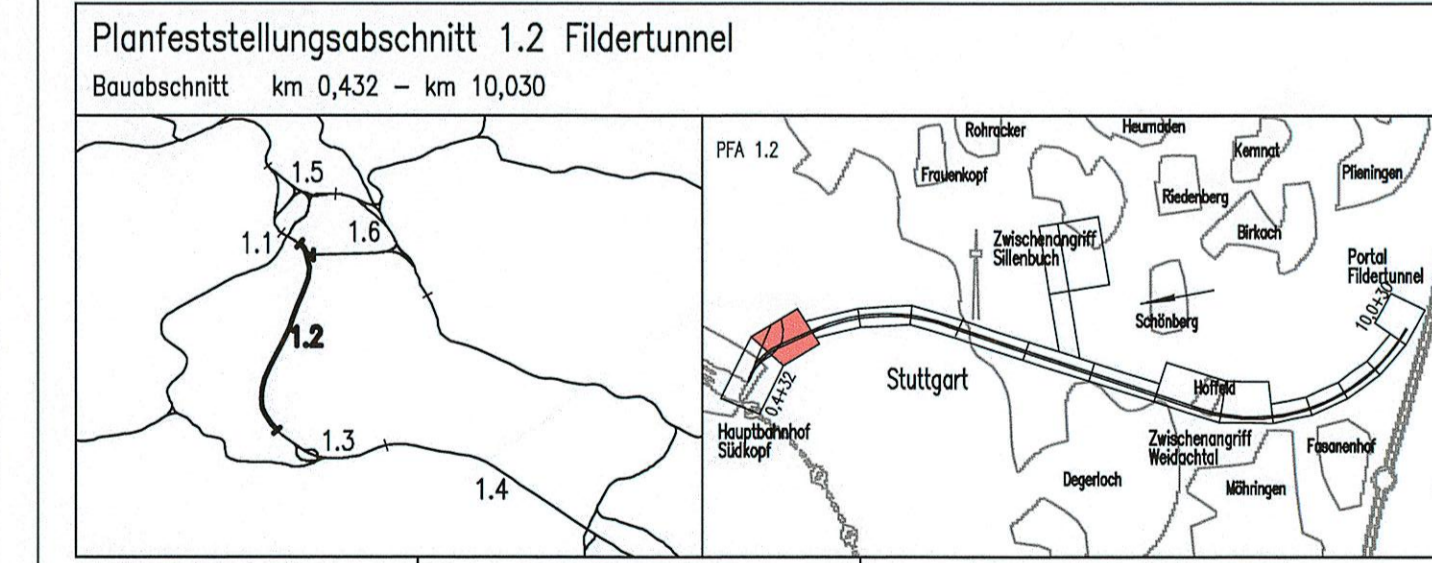 Planfeststellungsabschnitt 1.2 Fildertunnel
Bauabschnitt km 0,432 – km 10,030
1.5
1.1
1.6
1.2
1.3
1.4
PFA 1.2
Rohracker
Heumaden
Kemnat
Frauenkopf
Plieningen
Riedenberg
Birkach
Zwischenangriff
Sillenbuch
Portal
Fildertunnel
Schönberg
10,0+30
Stuttgart
0,4+32
Hoffeld
Hauptbahnhof
Südkopf
Zwischenangriff
Weidachtal
Fasanenhof
Degerloch
Möhringen